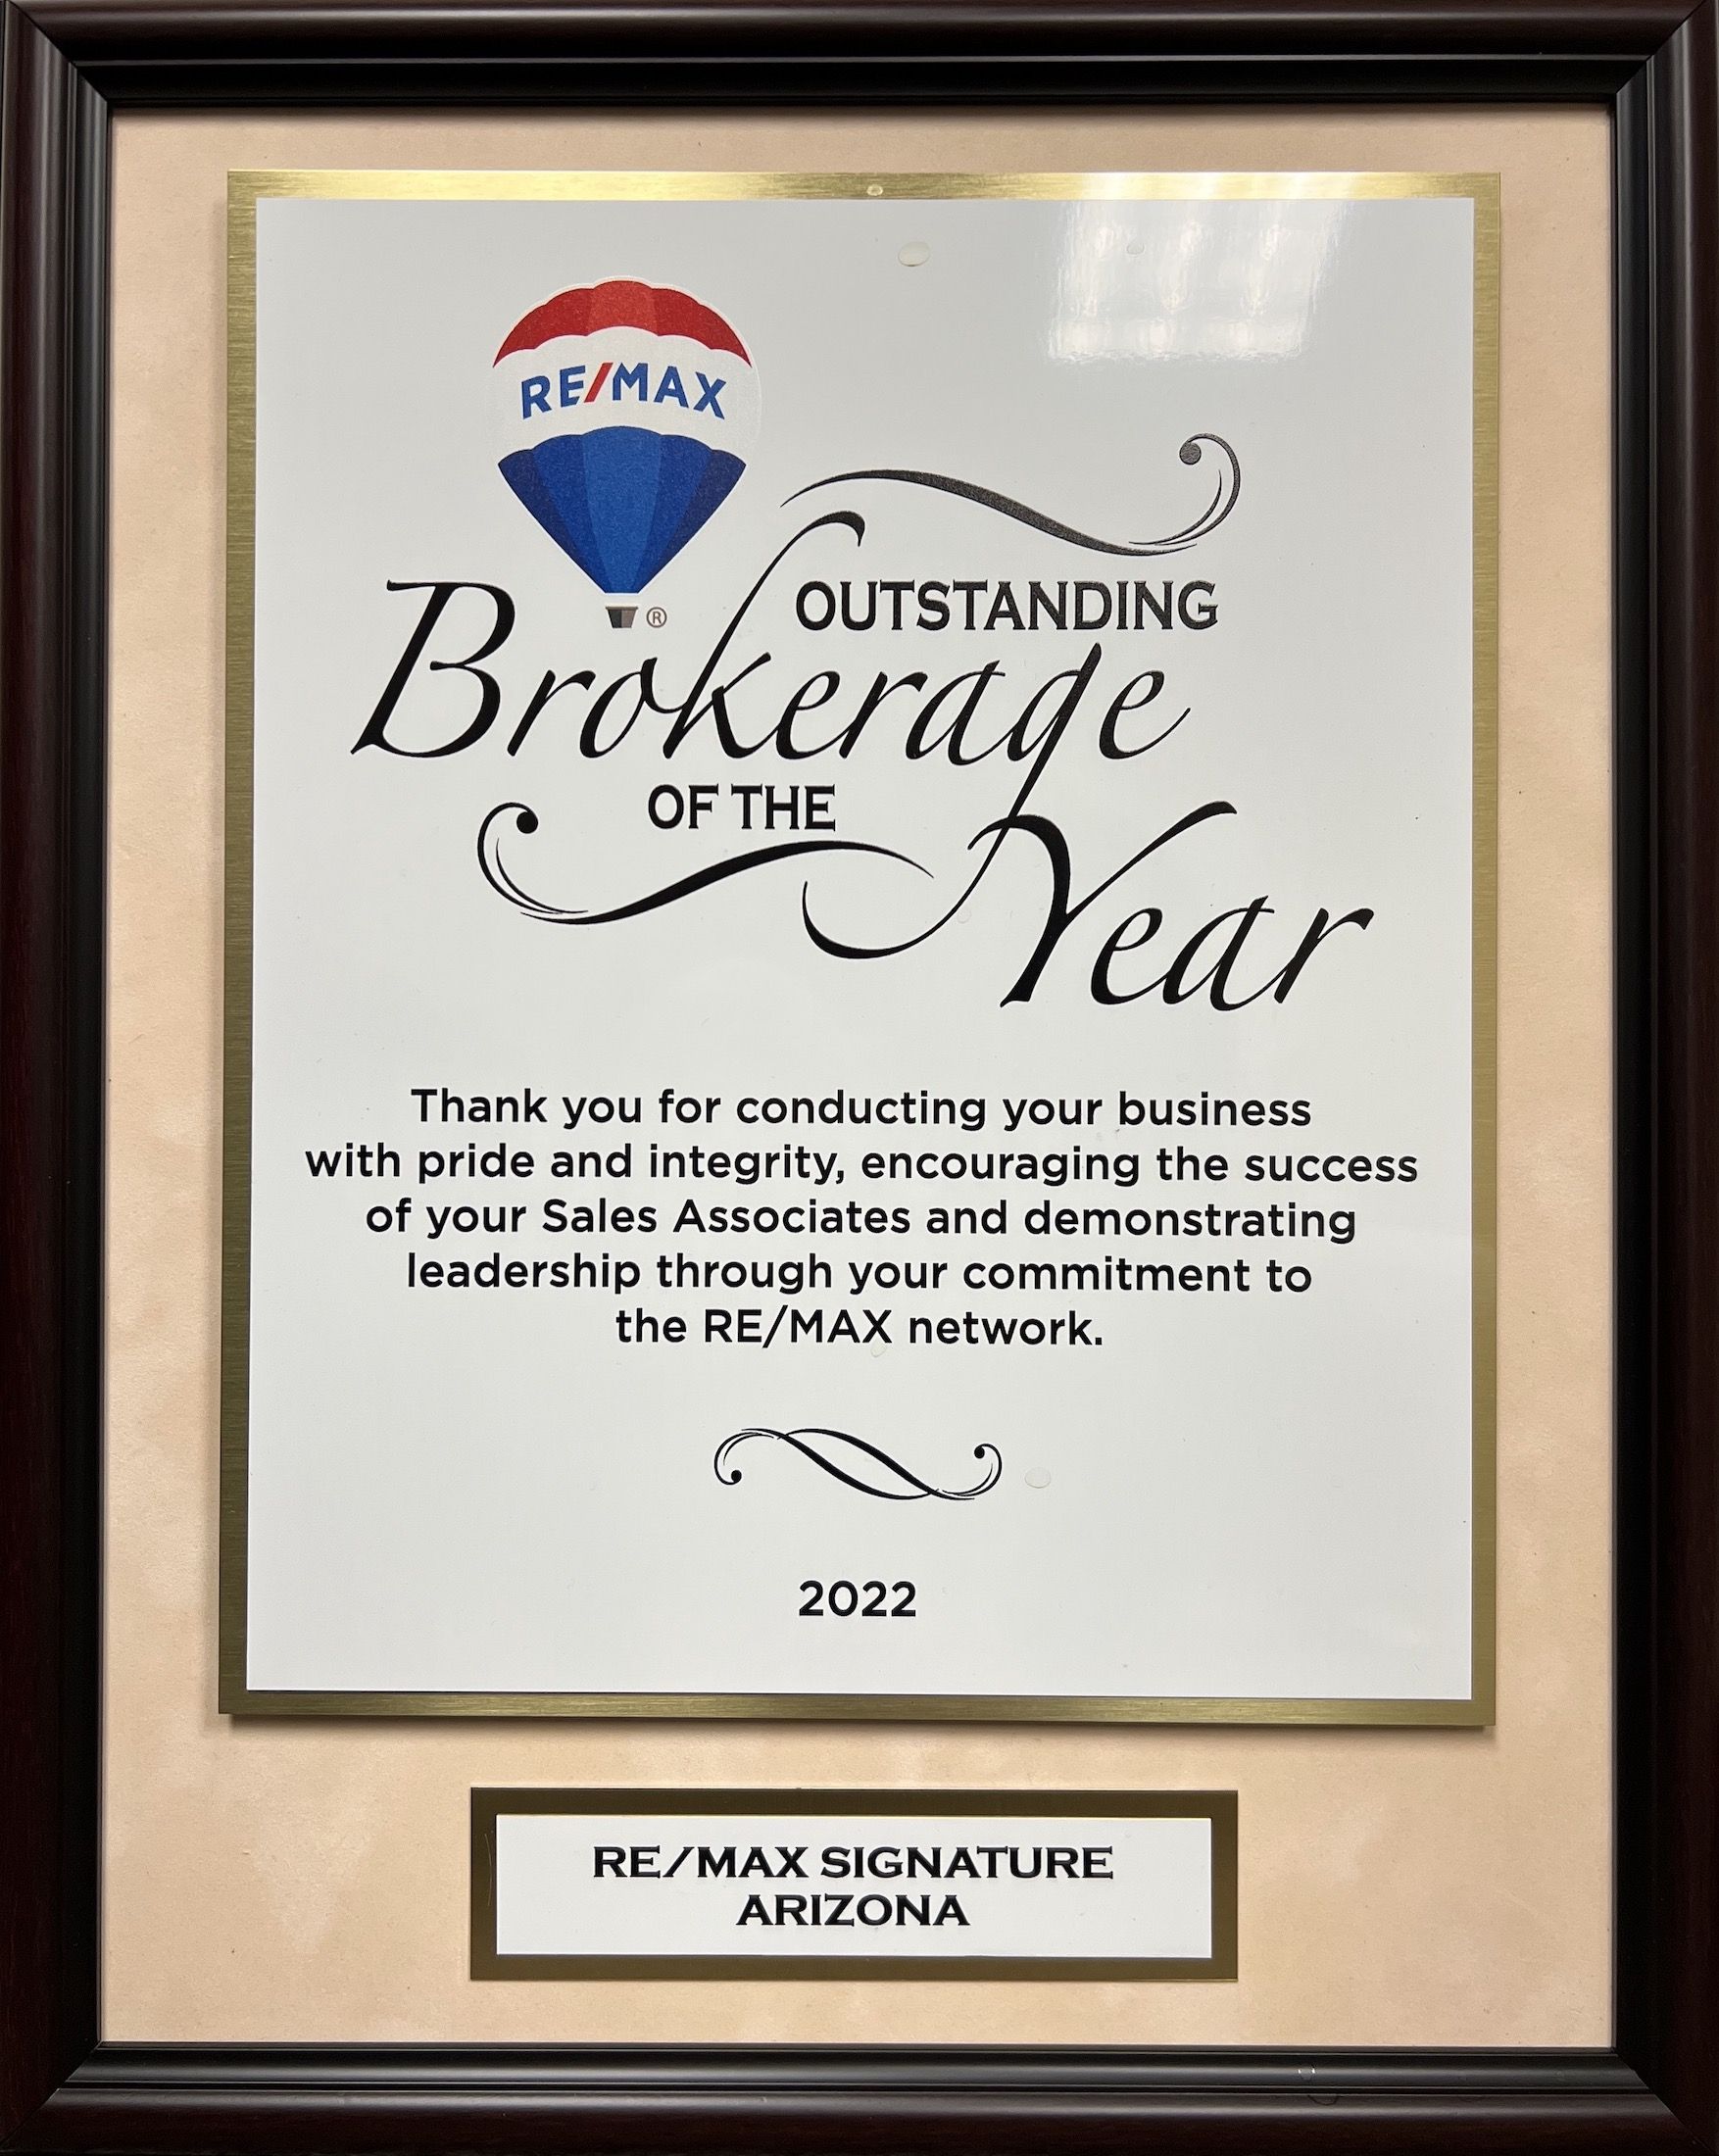 RE/MAX
®
OUTSTANDING
Brokerage
OF THE
Year
Thank you for conducting your business
with pride and integrity, encouraging the success
of your Sales Associates and demonstrating
leadership through your commitment to
the RE/MAX network.
2022
RE/MAX SIGNATURE
ARIZONA